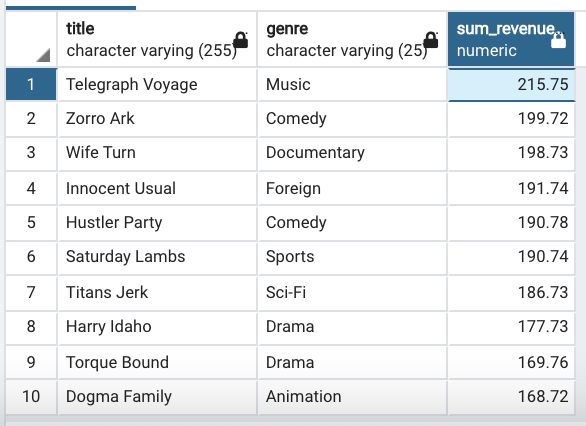 title genre sum_revenue
character varying (255) character varying (25) numeric
1 Telegraph Voyage Music 215.75
2 Zorro Ark Comedy 199.72
3 Wife Turn Documentary 198.73
4 Innocent Usual Foreign 191.74
5 Hustler Party Comedy 190.78
6 Saturday Lambs Sports 190.74
7 Titans Jerk Sci-Fi 186.73
8 Harry Idaho Drama 177.73
9 Torque Bound Drama 169.76
10 Dogma Family Animation 168.72